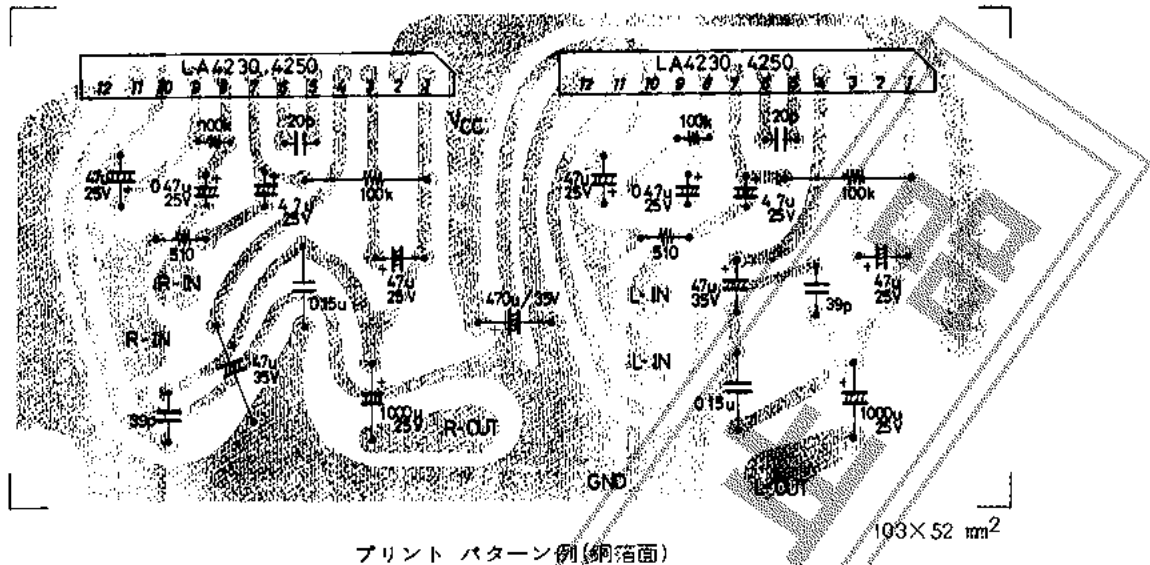 LA4230, 4250
12 11 10 9 8 7 6 5 4 3 2 1
LA4230, 4250
12 11 10 9 8 7 6 5 4 3 2 1
VCC
100k
20p
100k
20p
47u
25V
0.47u
25V
4.7u
25V
100k
47u
25V
0.47u
25V
4.7u
25V
100k
510
510
R-IN
47u
25V
0.15u
L-IN
47u
35V
39p
47u
25V
470u/35V
R-IN
47u
35V
L-IN
39p
1000u
25V
R-OUT
0.15u
1000u
25V
GND
L-OUT
103×52 mm²
プリント パターン例(銅箔面)